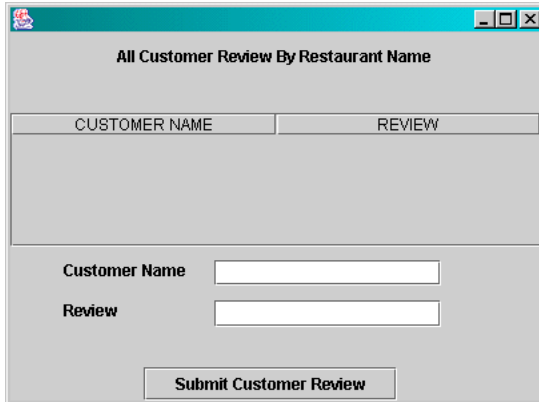 All Customer Review By Restaurant Name
CUSTOMER NAME REVIEW
Customer Name
Review
Submit Customer Review